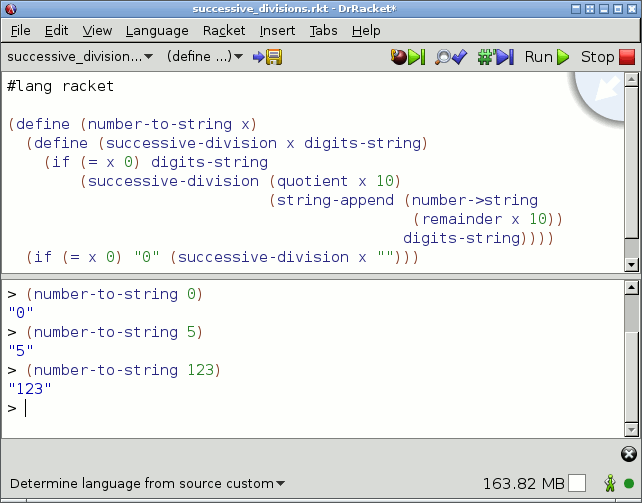 successive_divisions.rkt - DrRacket*
File Edit View Language Racket Insert Tabs Help
successive_division... (define ...) Run Stop
#lang racket
(define (number-to-string x)
  (define (successive-division x digits-string)
    (if (= x 0) digits-string
        (successive-division (quotient x 10)
                             (string-append (number->string
                                             (remainder x 10))
                                            digits-string))))
  (if (= x 0) "0" (successive-division x "")))
> (number-to-string 0)
"0"
> (number-to-string 5)
"5"
> (number-to-string 123)
"123"
>
Determine language from source custom 163.82 MB